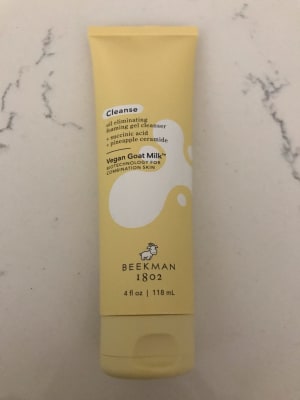 Cleanse
oil eliminating
foaming gel cleanser
+ succinic acid
+ pineapple ceramide
Vegan Goat Milk™
BIOTECHNOLOGY FOR
COMBINATION SKIN
BEEKMAN
1802
4 fl oz | 118 mL